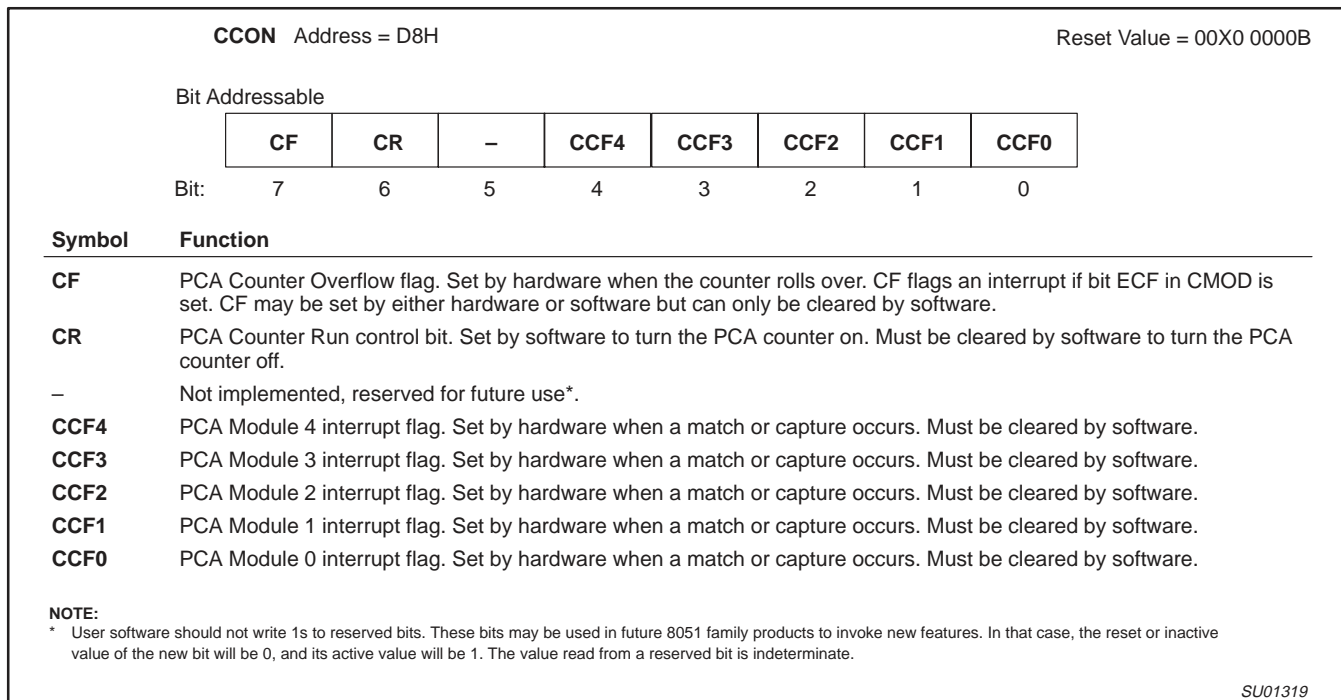 CCON Address = D8H Reset Value = 00X0 0000B
Bit Addressable
CF CR – CCF4 CCF3 CCF2 CCF1 CCF0
Bit: 7 6 5 4 3 2 1 0
Symbol Function
CF PCA Counter Overflow flag. Set by hardware when the counter rolls over. CF flags an interrupt if bit ECF in CMOD is
set. CF may be set by either hardware or software but can only be cleared by software.
CR PCA Counter Run control bit. Set by software to turn the PCA counter on. Must be cleared by software to turn the PCA
counter off.
– Not implemented, reserved for future use*.
CCF4 PCA Module 4 interrupt flag. Set by hardware when a match or capture occurs. Must be cleared by software.
CCF3 PCA Module 3 interrupt flag. Set by hardware when a match or capture occurs. Must be cleared by software.
CCF2 PCA Module 2 interrupt flag. Set by hardware when a match or capture occurs. Must be cleared by software.
CCF1 PCA Module 1 interrupt flag. Set by hardware when a match or capture occurs. Must be cleared by software.
CCF0 PCA Module 0 interrupt flag. Set by hardware when a match or capture occurs. Must be cleared by software.
NOTE:
* User software should not write 1s to reserved bits. These bits may be used in future 8051 family products to invoke new features. In that case, the reset or inactive
value of the new bit will be 0, and its active value will be 1. The value read from a reserved bit is indeterminate.
SU01319